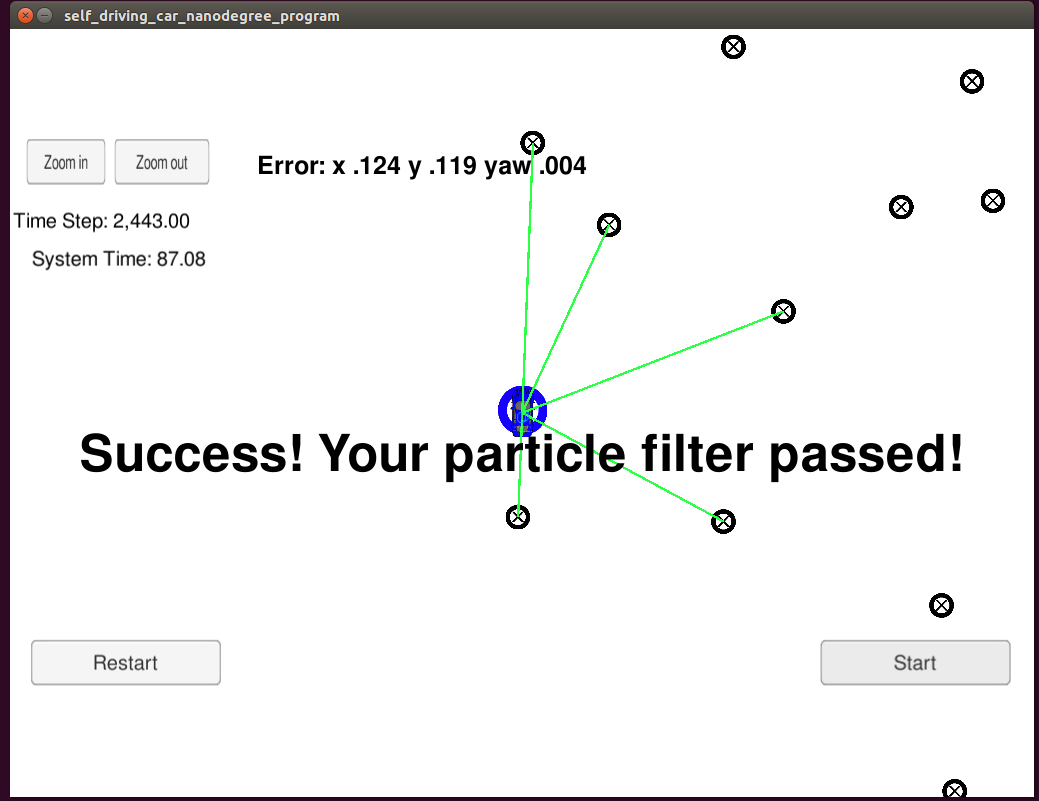 self_driving_car_nanodegree_program
Zoom in
Zoom out
Error: x .124 y .119 yaw .004
Time Step: 2,443.00
System Time: 87.08
Success! Your particle filter passed!
Restart
Start